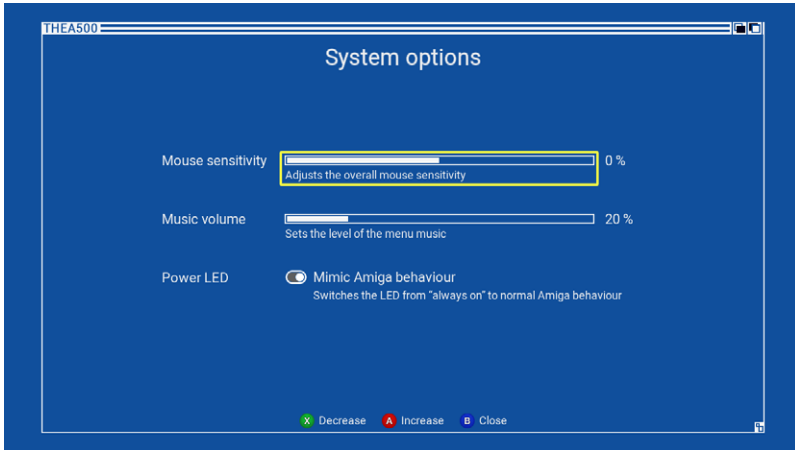 THEA500
System options
Mouse sensitivity 0 %
Adjusts the overall mouse sensitivity
Music volume 20 %
Sets the level of the menu music
Power LED Mimic Amiga behaviour
Switches the LED from "always on" to normal Amiga behaviour
X Decrease A Increase B Close